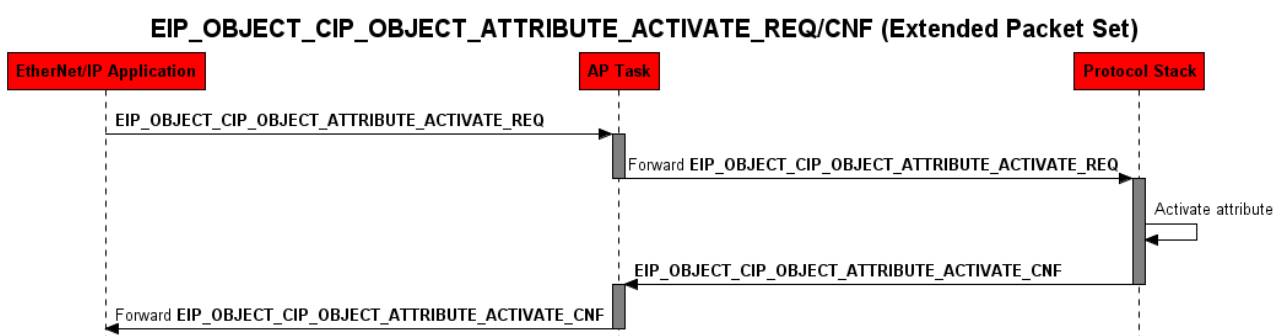 EIP_OBJECT_CIP_OBJECT_ATTRIBUTE_ACTIVATE_REQ/CNF (Extended Packet Set)
EtherNet/IP Application
AP Task
Protocol Stack
EIP_OBJECT_CIP_OBJECT_ATTRIBUTE_ACTIVATE_REQ
Forward EIP_OBJECT_CIP_OBJECT_ATTRIBUTE_ACTIVATE_REQ
Activate attribute
EIP_OBJECT_CIP_OBJECT_ATTRIBUTE_ACTIVATE_CNF
Forward EIP_OBJECT_CIP_OBJECT_ATTRIBUTE_ACTIVATE_CNF